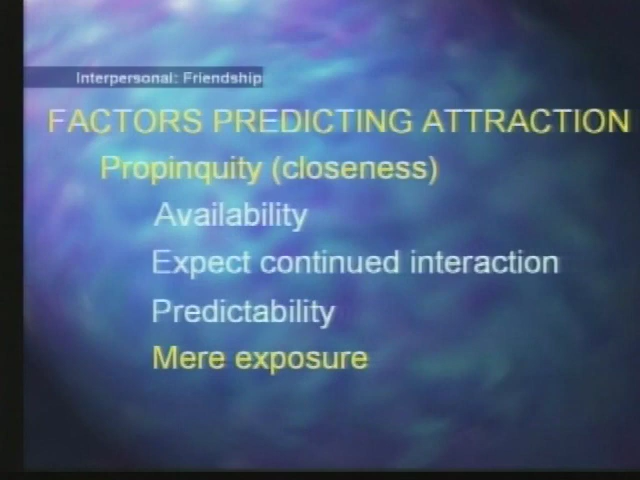 Interpersonal: Friendship
FACTORS PREDICTING ATTRACTION
Propinquity (closeness)
Availability
Expect continued interaction
Predictability
Mere exposure